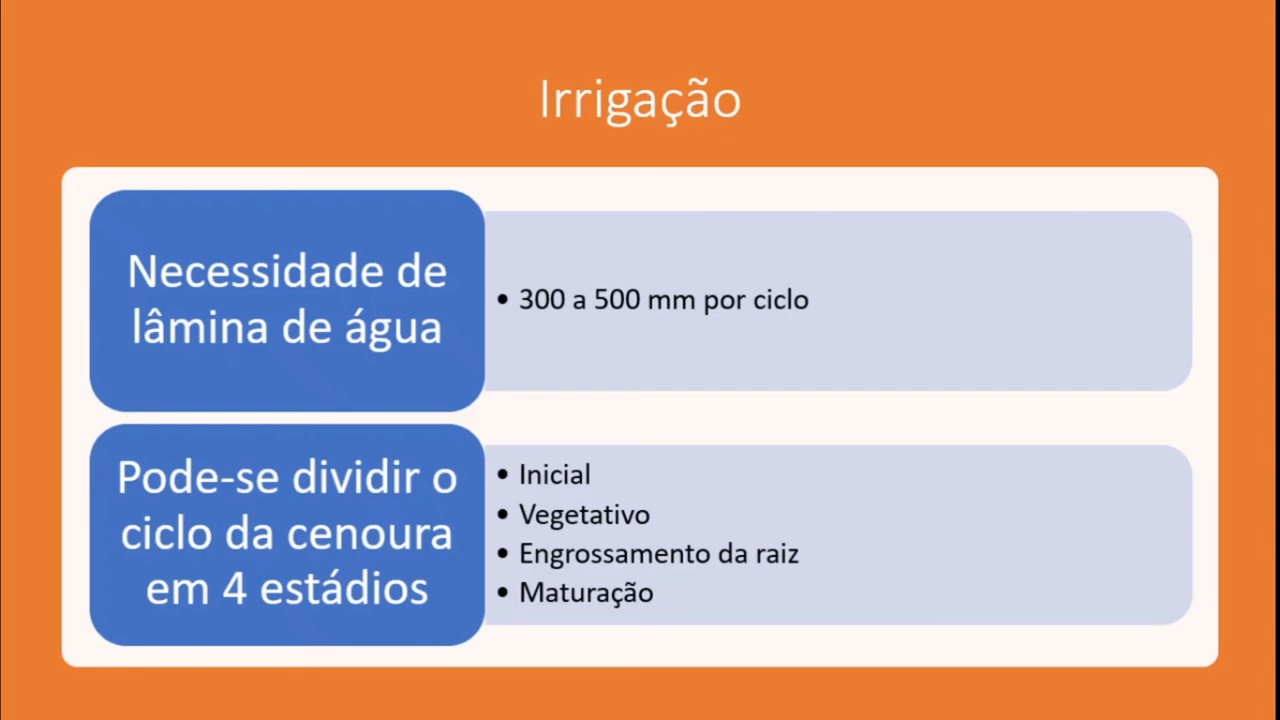 Irrigação
Necessidade de
lâmina de água
• 300 a 500 mm por ciclo
Pode-se dividir o
ciclo da cenoura
em 4 estádios
• Inicial
• Vegetativo
• Engrossamento da raiz
• Maturação